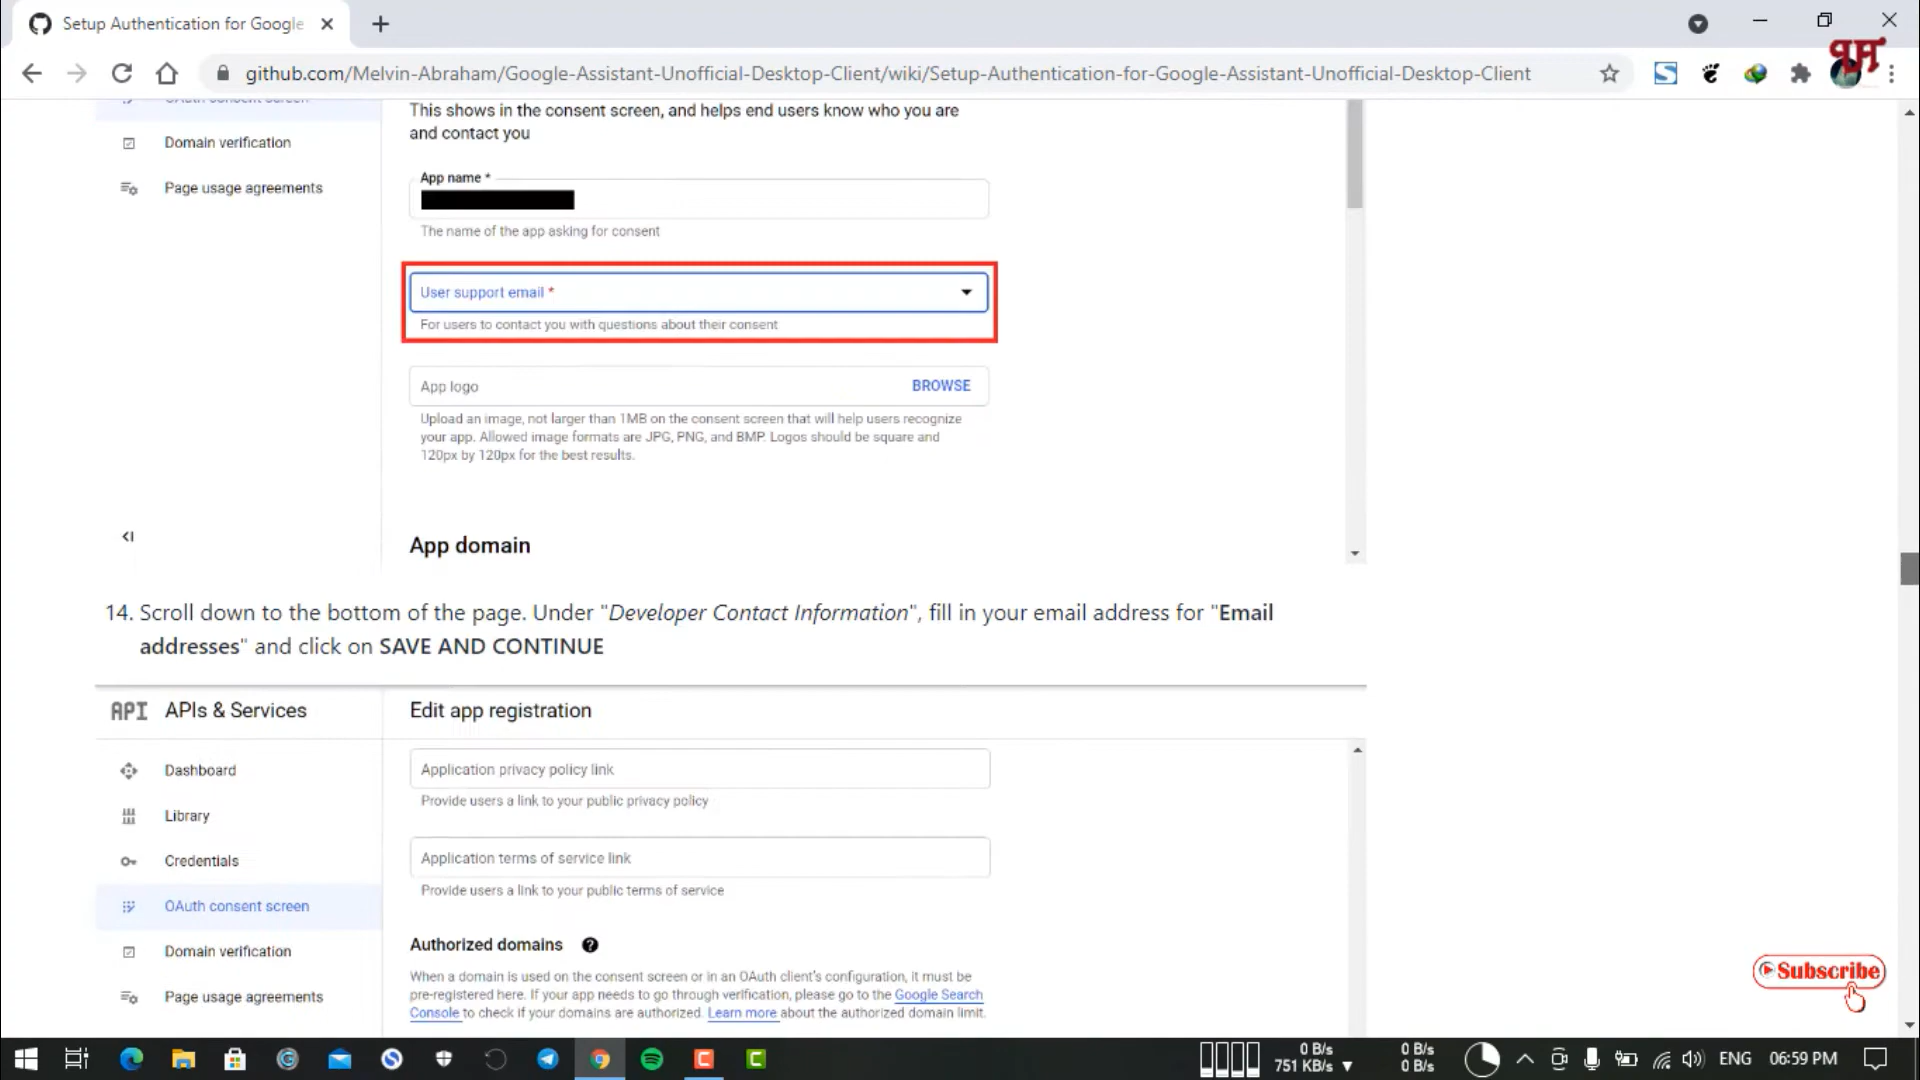 Setup Authentication for Google
github.com/Melvin-Abraham/Google-Assistant-Unofficial-Desktop-Client/wiki/Setup-Authentication-for-Google-Assistant-Unofficial-Desktop-Client
OAuth consent screen
This shows in the consent screen, and helps end users know who you are
and contact you
Domain verification
Page usage agreements
App name *
The name of the app asking for consent
User support email *
For users to contact you with questions about their consent
App logo
BROWSE
Upload an image, not larger than 1MB on the consent screen that will help users recognize
your app. Allowed image formats are JPG, PNG, and BMP. Logos should be square and
120px by 120px for the best results.
App domain
14. Scroll down to the bottom of the page. Under "Developer Contact Information", fill in your email address for "Email
addresses" and click on SAVE AND CONTINUE
API APIs & Services
Edit app registration
Dashboard
Library
Credentials
OAuth consent screen
Domain verification
Page usage agreements
Application privacy policy link
Provide users a link to your public privacy policy
Application terms of service link
Provide users a link to your public terms of service
Authorized domains
When a domain is used on the consent screen or in an OAuth client's configuration, it must be
pre-registered here. If your app needs to go through verification, please go to the Google Search
Console to check if your domains are authorized. Learn more about the authorized domain limit.
Subscribe
0 B/s
751 KB/s
0 B/s
0 B/s
ENG
06:59 PM